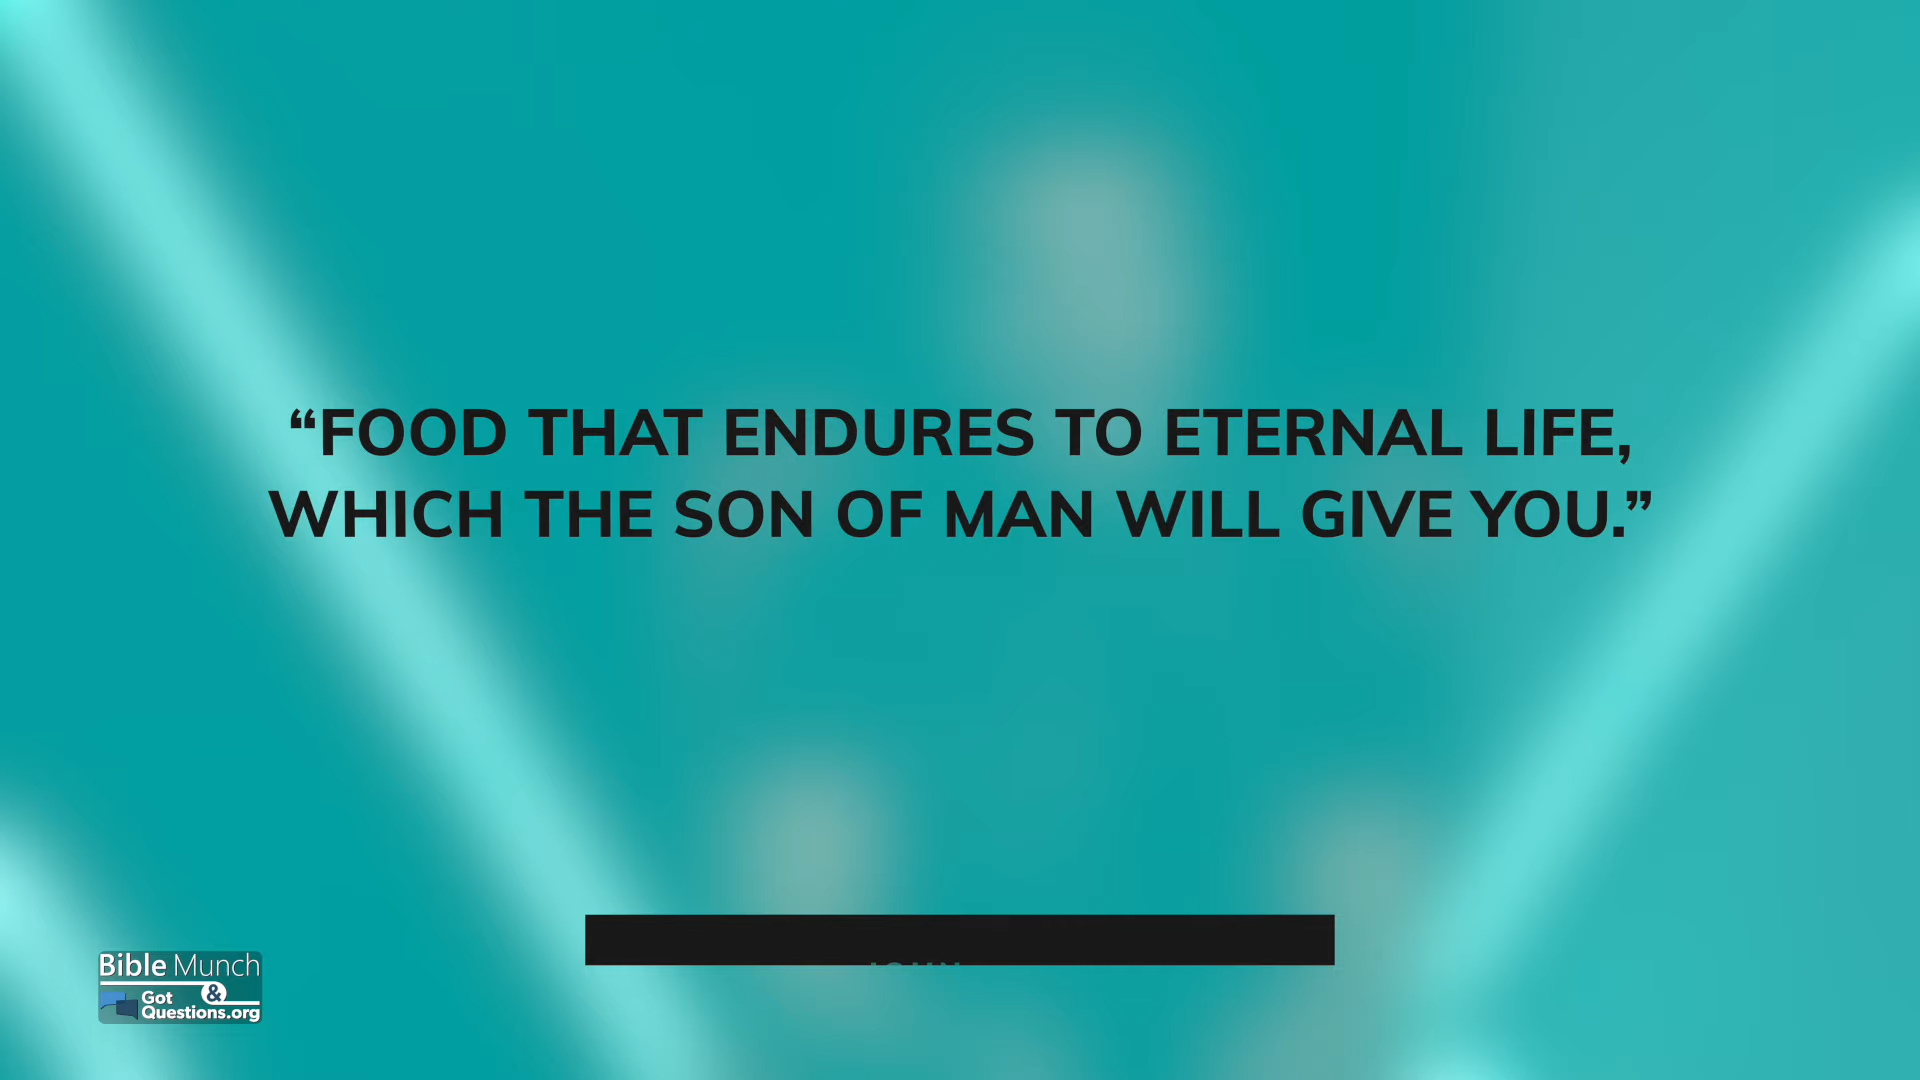 “FOOD THAT ENDURES TO ETERNAL LIFE,
WHICH THE SON OF MAN WILL GIVE YOU.”
Bible Munch
&
Got
Questions.org